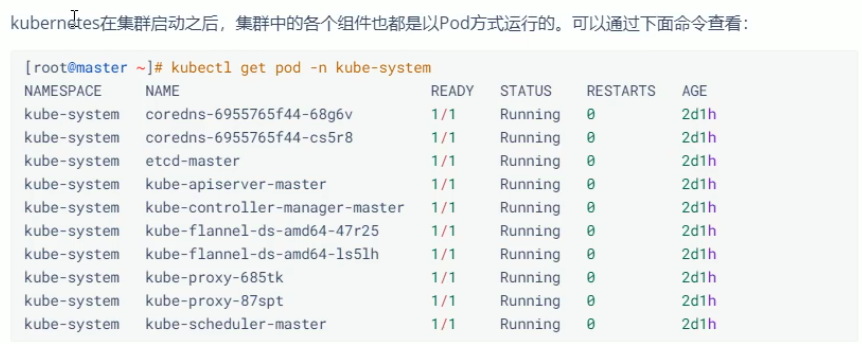 kubernetes在集群启动之后，集群中的各个组件也都是以Pod方式运行的。可以通过下面命令查看：
[root@master ~]# kubectl get pod -n kube-system
NAMESPACE NAME READY STATUS RESTARTS AGE
kube-system coredns-6955765f44-68g6v 1/1 Running 0 2d1h
kube-system coredns-6955765f44-cs5r8 1/1 Running 0 2d1h
kube-system etcd-master 1/1 Running 0 2d1h
kube-system kube-apiserver-master 1/1 Running 0 2d1h
kube-system kube-controller-manager-master 1/1 Running 0 2d1h
kube-system kube-flannel-ds-amd64-47r25 1/1 Running 0 2d1h
kube-system kube-flannel-ds-amd64-ls5lh 1/1 Running 0 2d1h
kube-system kube-proxy-685tk 1/1 Running 0 2d1h
kube-system kube-proxy-87spt 1/1 Running 0 2d1h
kube-system kube-scheduler-master 1/1 Running 0 2d1h